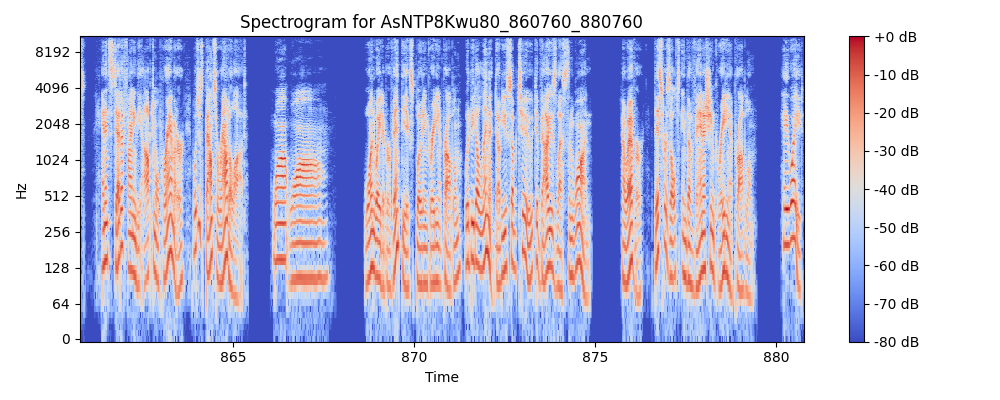 Spectrogram for AsNTP8Kwu80_860760_880760
8192
4096
2048
1024
512
256
128
64
0
Hz
865
870
875
880
Time
+0 dB
-10 dB
-20 dB
-30 dB
-40 dB
-50 dB
-60 dB
-70 dB
-80 dB